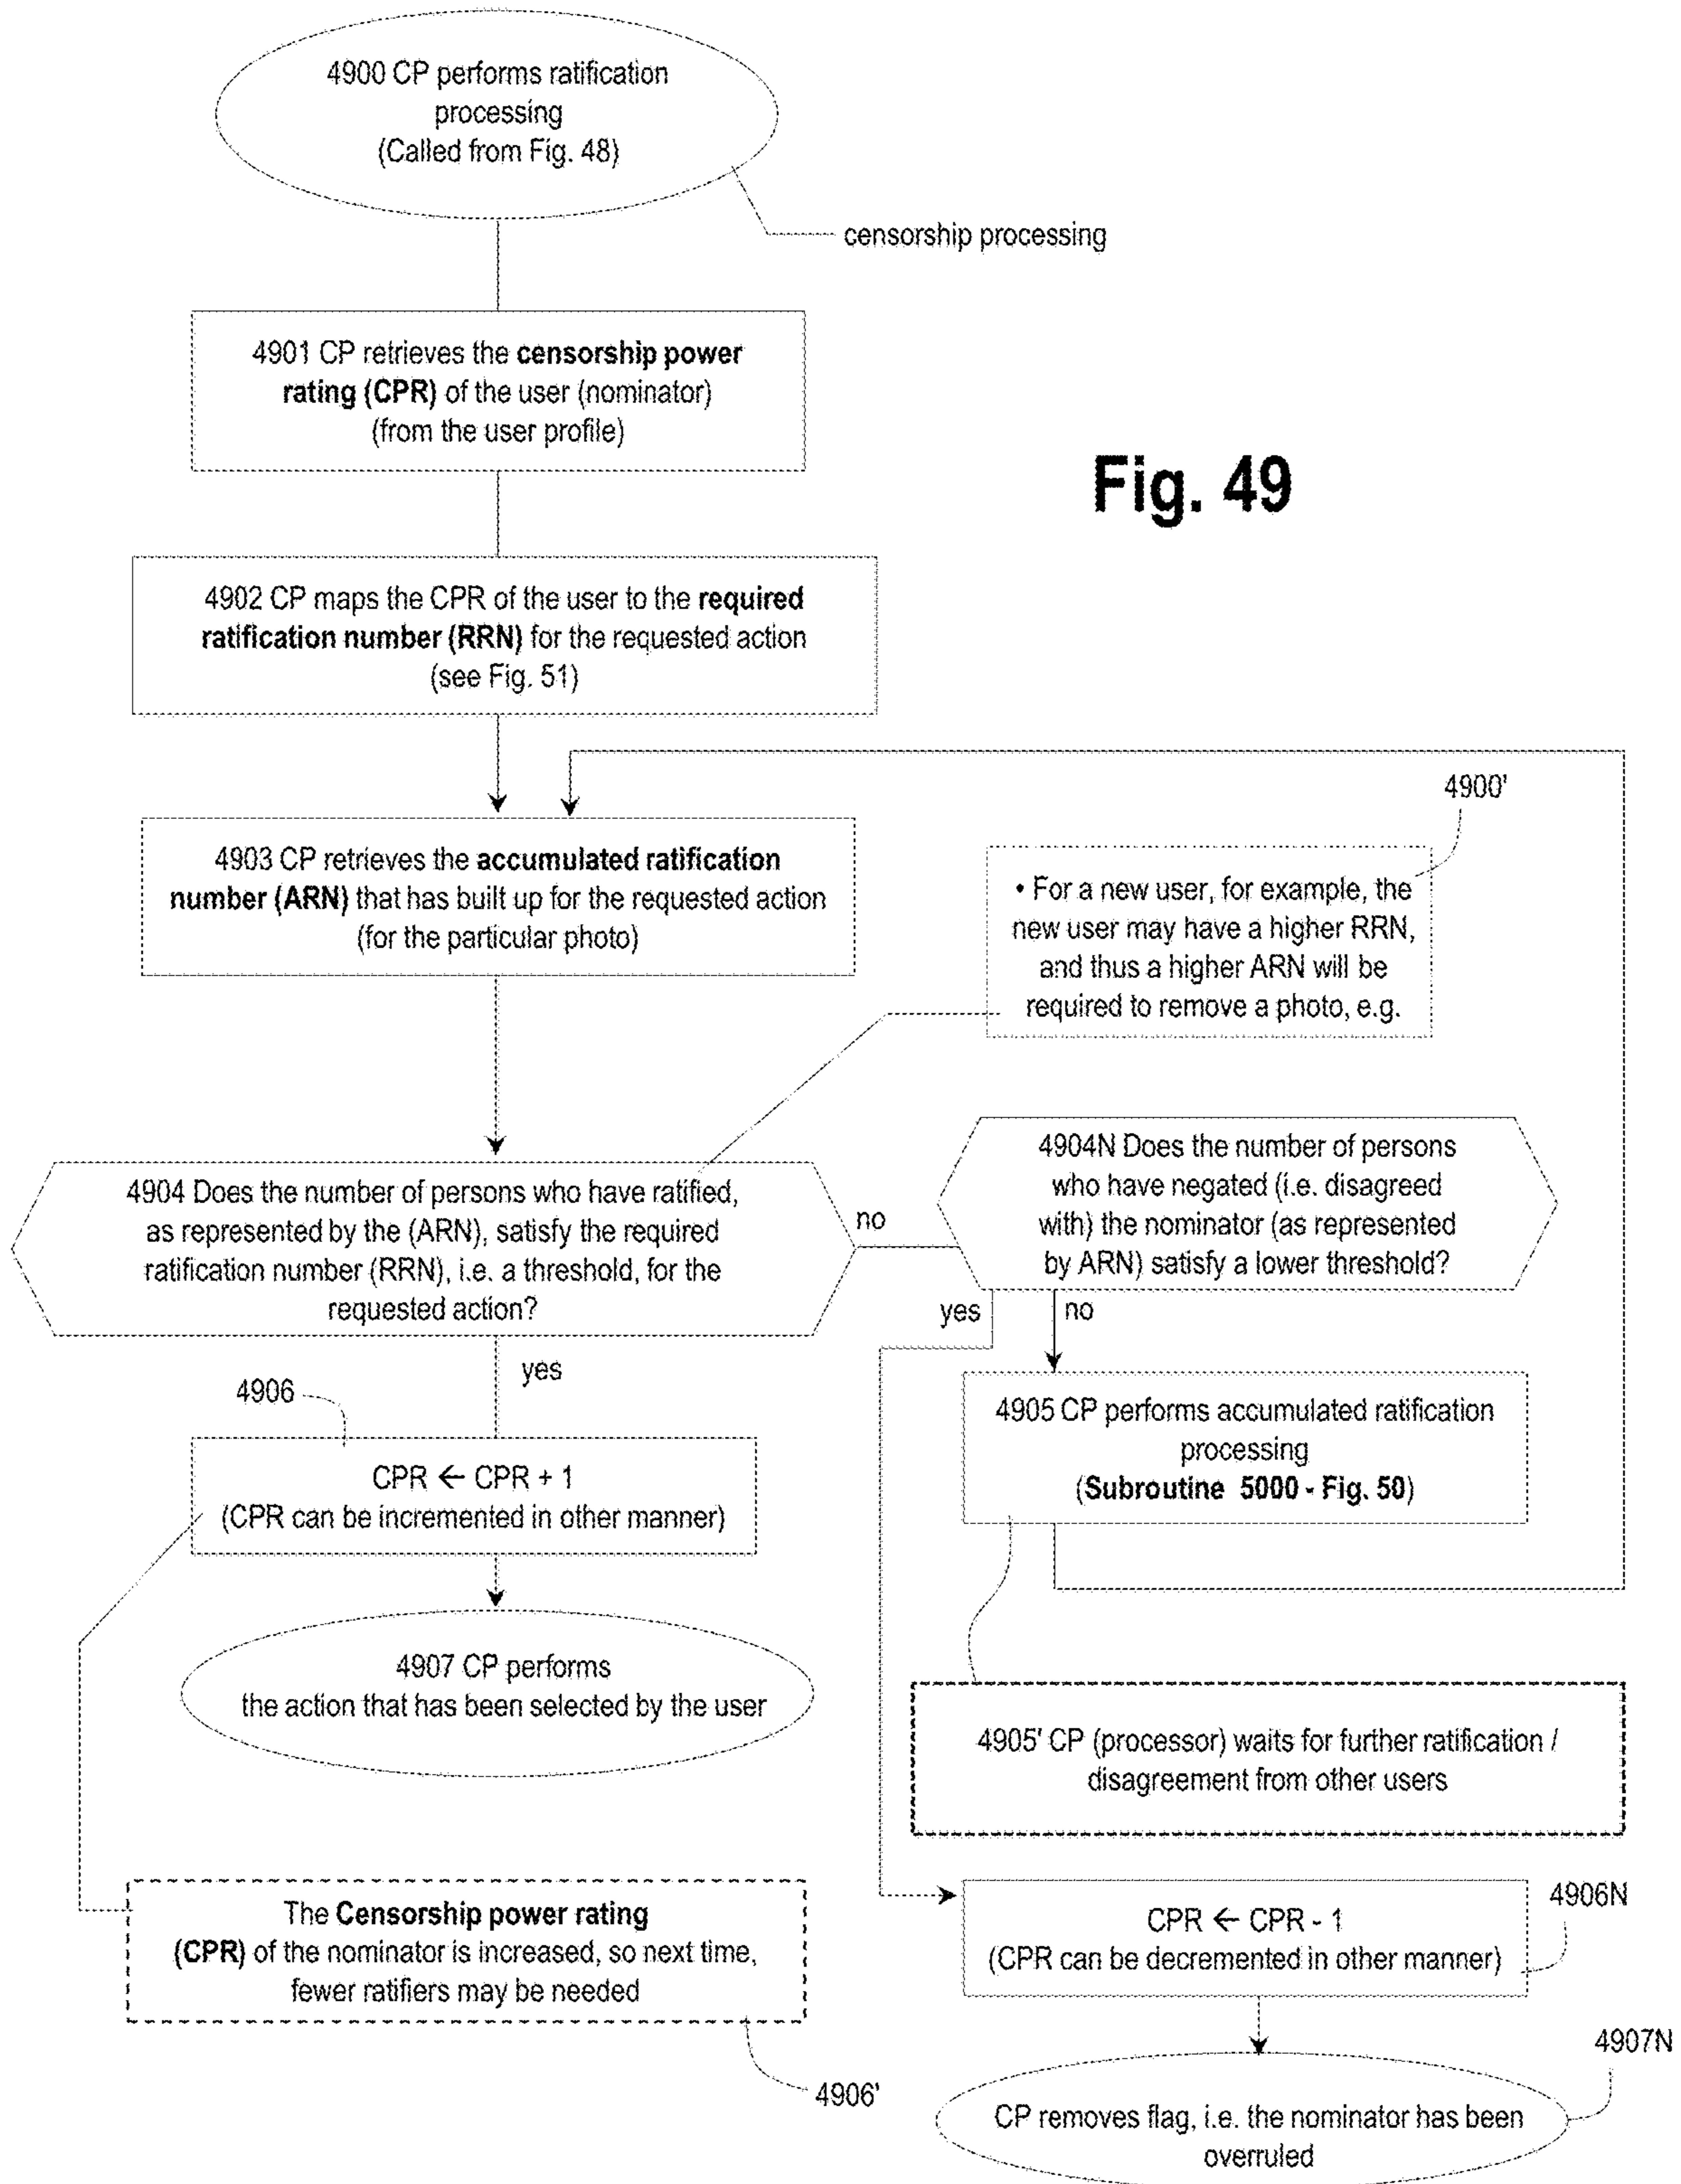 4900 CP performs ratification
processing
(Called from Fig. 48)
censorship processing
4901 CP retrieves the censorship power
rating (CPR) of the user (nominator)
(from the user profile)
Fig. 49
4902 CP maps the CPR of the user to the required
ratification number (RRN) for the requested action
(see Fig. 51)
4903 CP retrieves the accumulated ratification
number (ARN) that has built up for the requested action
(for the particular photo)
4900'
• For a new user, for example, the
new user may have a higher RRN,
and thus a higher ARN will be
required to remove a photo, e.g.
4904 Does the number of persons who have ratified,
as represented by the (ARN), satisfy the required
ratification number (RRN), i.e. a threshold, for the
requested action?
no
4904N Does the number of persons
who have negated (i.e. disagreed
with) the nominator (as represented
by ARN) satisfy a lower threshold?
yes
no
yes
4906
CPR ← CPR + 1
(CPR can be incremented in other manner)
4905 CP performs accumulated ratification
processing
(Subroutine 5000 - Fig. 50)
4907 CP performs
the action that has been selected by the user
4905' CP (processor) waits for further ratification /
disagreement from other users
The Censorship power rating
(CPR) of the nominator is increased, so next time,
fewer ratifiers may be needed
4906'
CPR ← CPR - 1
(CPR can be decremented in other manner)
4906N
4907N
CP removes flag, i.e. the nominator has been
overruled